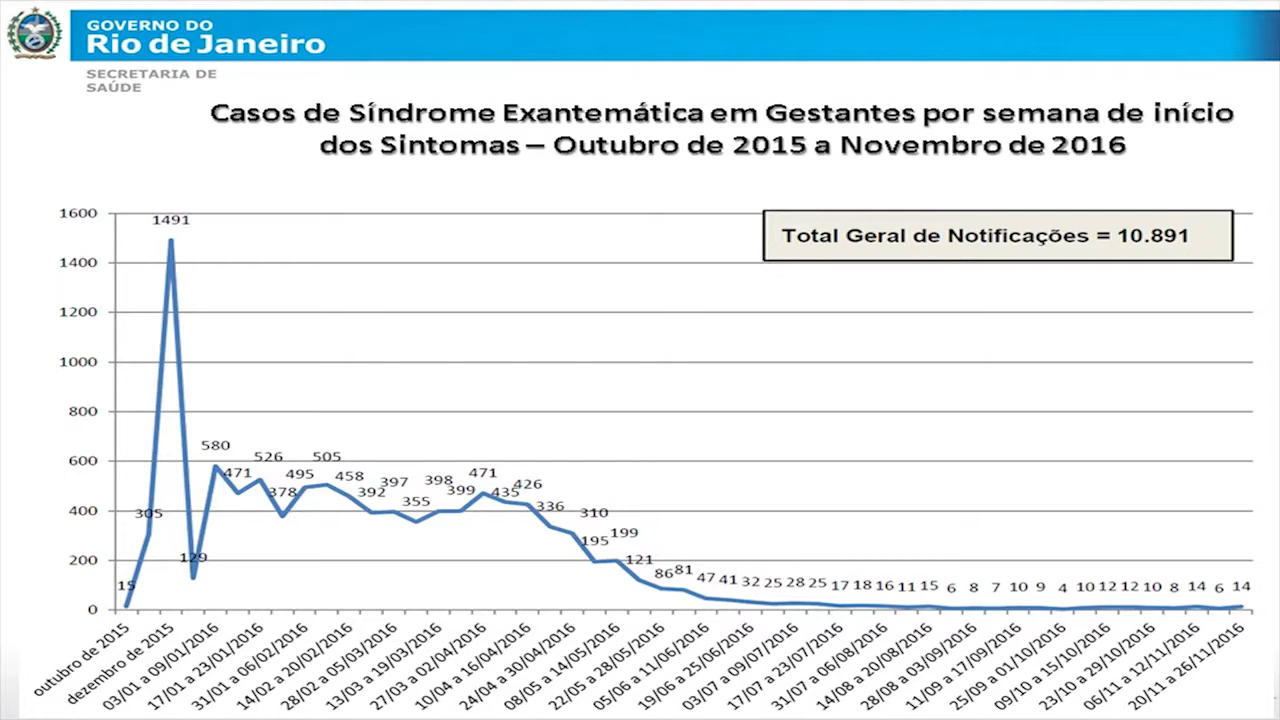 GOVERNO DO
Rio de Janeiro
SECRETARIA DE
SAÚDE
Casos de Síndrome Exantemática em Gestantes por semana de início
dos Sintomas – Outubro de 2015 a Novembro de 2016
Total Geral de Notificações = 10.891
1600
1400
1200
1000
800
600
400
200
0
15
305
1491
129
580
471
526
378
495
505
458
392
397
355
398
399
471
435
426
336
310
195
199
121
86
81
47
41
32
25
28
25
17
18
16
11
15
6
8
7
10
9
4
10
12
12
10
8
14
6
14
outubro de 2015
dezembro de 2015
03/01 a 09/01/2016
17/01 a 23/01/2016
31/01 a 06/02/2016
14/02 a 20/02/2016
28/02 a 05/03/2016
13/03 a 19/03/2016
27/03 a 02/04/2016
10/04 a 16/04/2016
24/04 a 30/04/2016
08/05 a 14/05/2016
22/05 a 28/05/2016
05/06 a 11/06/2016
19/06 a 25/06/2016
03/07 a 09/07/2016
17/07 a 23/07/2016
31/07 a 06/08/2016
14/08 a 20/08/2016
28/08 a 03/09/2016
11/09 a 17/09/2016
25/09 a 01/10/2016
09/10 a 15/10/2016
23/10 a 29/10/2016
06/11 a 12/11/2016
20/11 a 26/11/2016